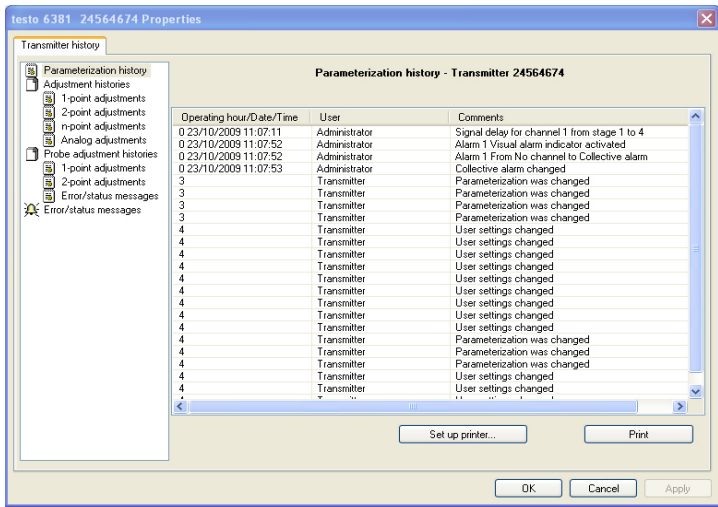 testo 6381 24564674 Properties
Transmitter history
Parameterization history
Adjustment histories
1-point adjustments
2-point adjustments
n-point adjustments
Analog adjustments
Probe adjustment histories
1-point adjustments
2-point adjustments
Error/status messages
Error/status messages
Parameterization history - Transmitter 24564674
Operating hour/Date/Time User Comments
0 23/10/2009 11:07:11 Administrator Signal delay for channel 1 from stage 1 to 4
0 23/10/2009 11:07:52 Administrator Alarm 1 Visual alarm indicator activated
0 23/10/2009 11:07:52 Administrator Alarm 1 From No channel to Collective alarm
0 23/10/2009 11:07:53 Administrator Collective alarm changed
3 Transmitter Parameterization was changed
3 Transmitter Parameterization was changed
3 Transmitter Parameterization was changed
3 Transmitter Parameterization was changed
4 Transmitter User settings changed
4 Transmitter User settings changed
4 Transmitter User settings changed
4 Transmitter User settings changed
4 Transmitter User settings changed
4 Transmitter User settings changed
4 Transmitter User settings changed
4 Transmitter User settings changed
4 Transmitter User settings changed
4 Transmitter Parameterization was changed
4 Transmitter Parameterization was changed
4 Transmitter Parameterization was changed
4 Transmitter User settings changed
4 Transmitter User settings changed
Set up printer... Print
OK Cancel Apply